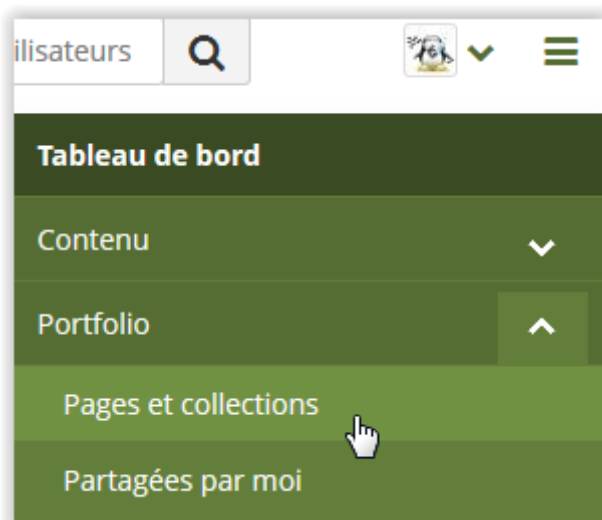 ilisateurs
Tableau de bord
Contenu
Portfolio
Pages et collections
Partagées par moi